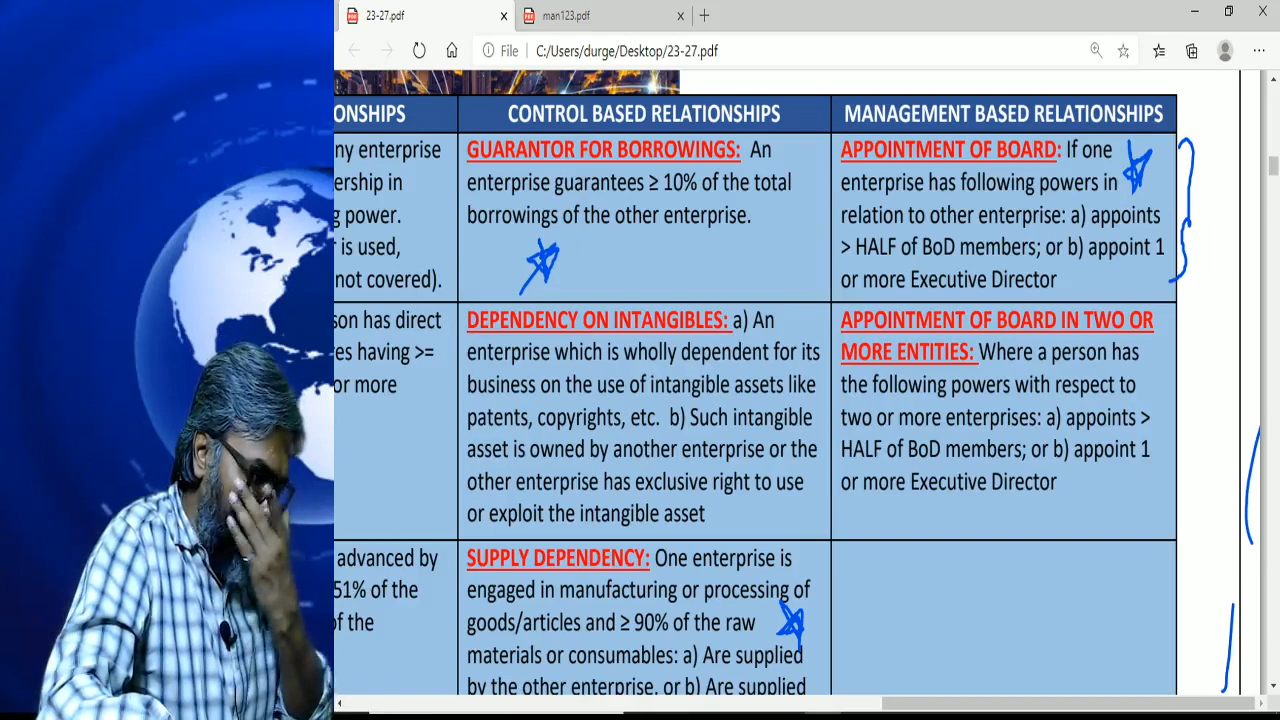 23-27.pdf
man123.pdf
File
C:/Users/durge/Desktop/23-27.pdf
ONSHIPS
ny enterprise
ership in
g power.
r is used,
not covered).
son has direct
es having >=
or more
advanced by
51% of the
of the
CONTROL BASED RELATIONSHIPS
GUARANTOR FOR BORROWINGS: An
enterprise guarantees ≥ 10% of the total
borrowings of the other enterprise.
DEPENDENCY ON INTANGIBLES: a) An
enterprise which is wholly dependent for its
business on the use of intangible assets like
patents, copyrights, etc. b) Such intangible
asset is owned by another enterprise or the
other enterprise has exclusive right to use
or exploit the intangible asset
SUPPLY DEPENDENCY: One enterprise is
engaged in manufacturing or processing of
goods/articles and ≥ 90% of the raw
materials or consumables: a) Are supplied
by the other enterprise, or b) Are supplied
MANAGEMENT BASED RELATIONSHIPS
APPOINTMENT OF BOARD: If one
enterprise has following powers in
relation to other enterprise: a) appoints
> HALF of BoD members; or b) appoint 1
or more Executive Director
APPOINTMENT OF BOARD IN TWO OR
MORE ENTITIES: Where a person has
the following powers with respect to
two or more enterprises: a) appoints >
HALF of BoD members; or b) appoint 1
or more Executive Director